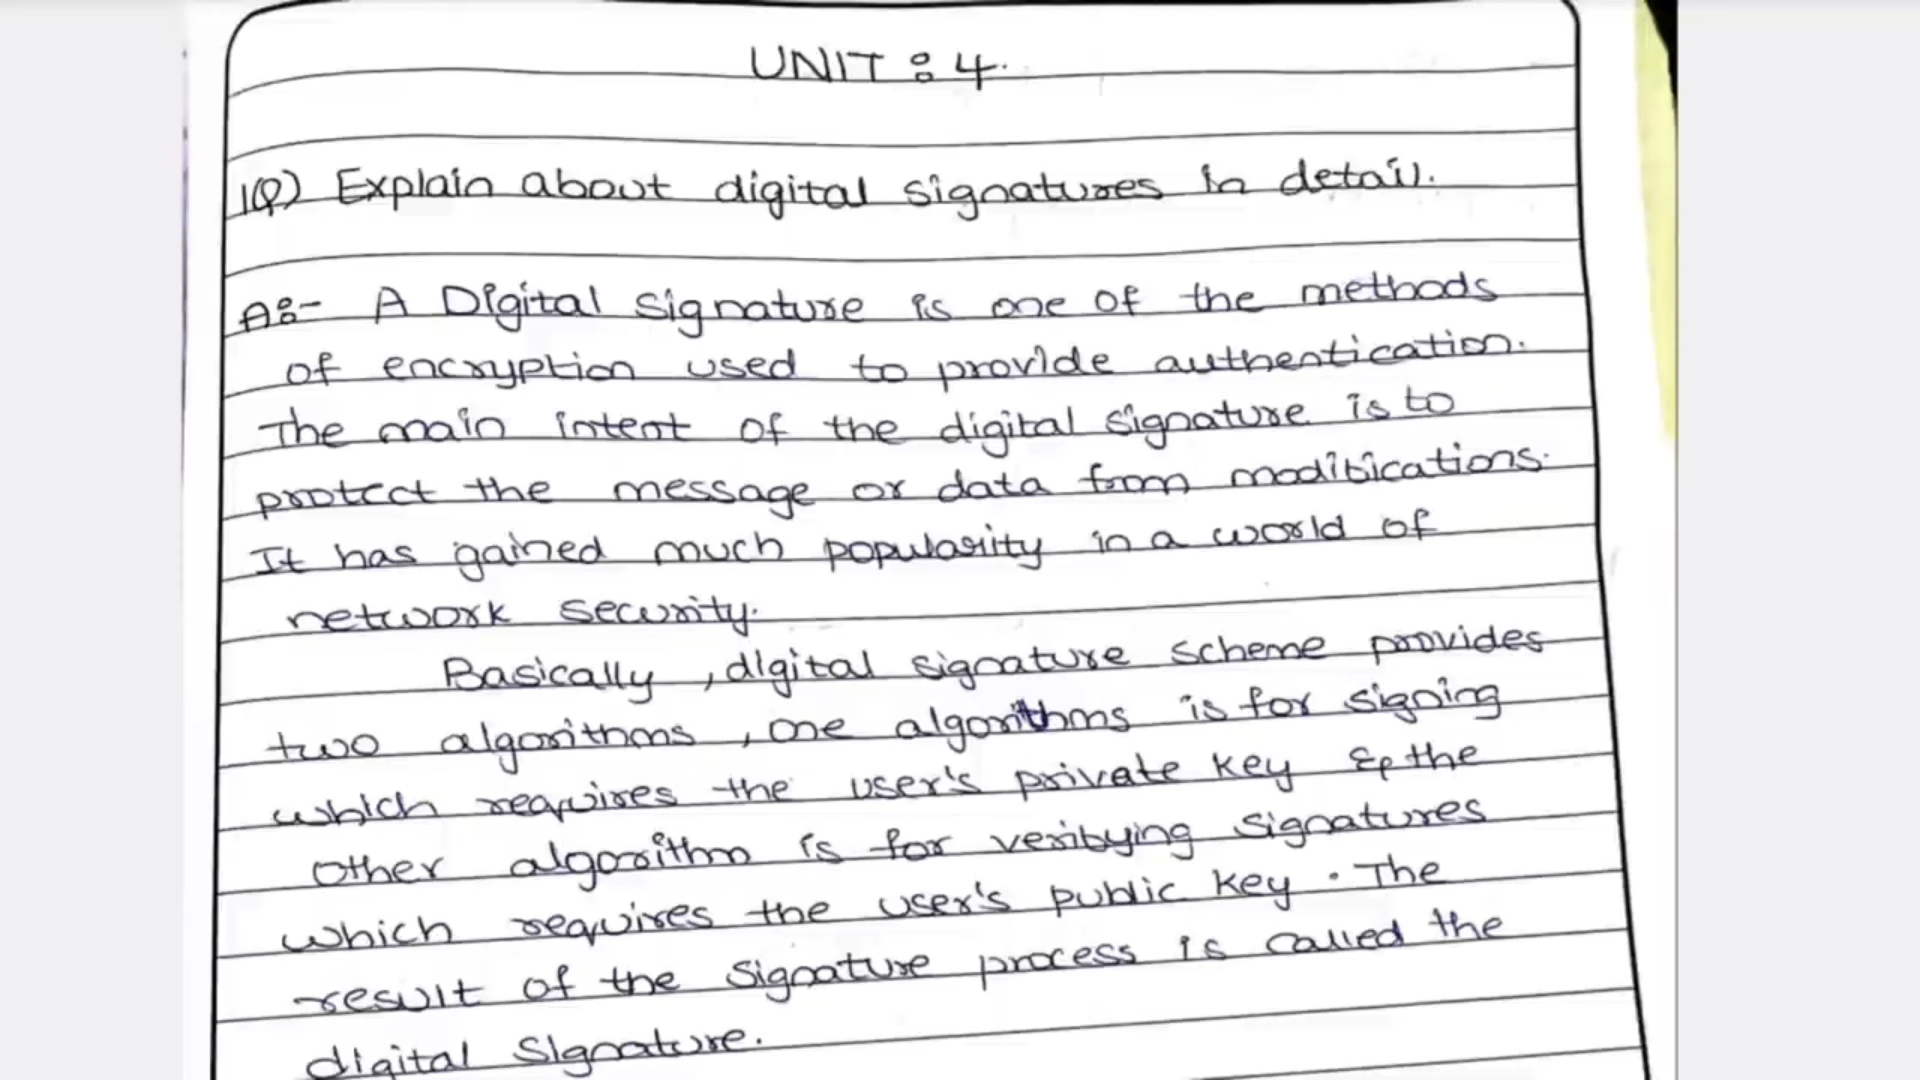 UNIT : 4.
1Q) Explain about digital signatures in detail.
A:- A Digital signature is one of the methods
of encryption used to provide authentication.
The main intent of the digital signature is to
protect the message or data from modifications.
It has gained much popularity in a world of
network security.
Basically, digital signature scheme provides
two algorithms, one algorithms is for signing
which requires the user's private key & the
other algorithm is for verifying signatures
which requires the user's public key. The
result of the signature process is called the
digital signature.